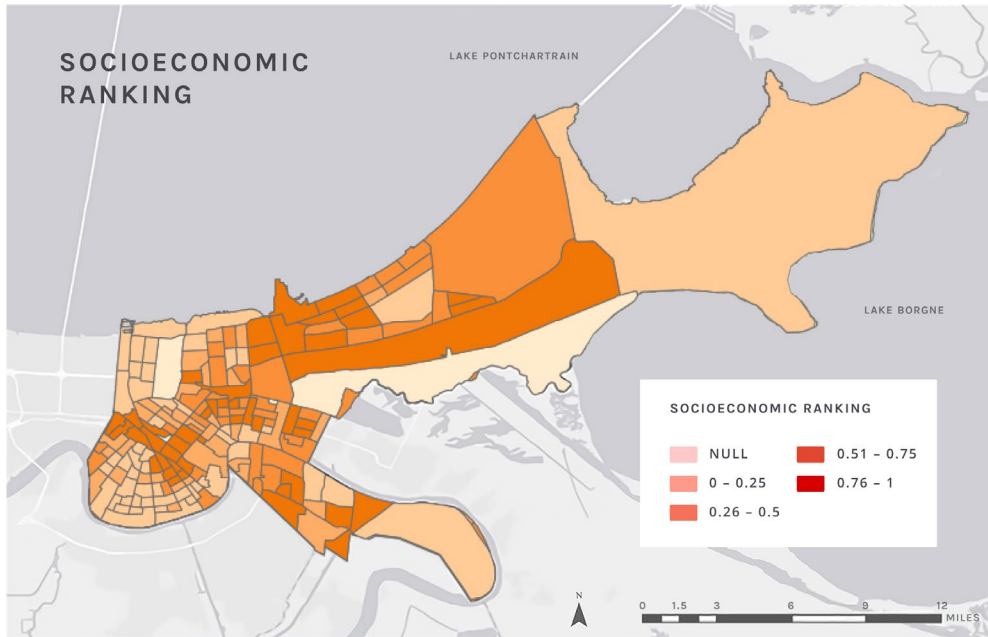 SOCIOECONOMIC
RANKING
LAKE PONTCHARTRAIN
LAKE BORGNE
SOCIOECONOMIC RANKING
NULL
0 – 0.25
0.26 – 0.5
0.51 – 0.75
0.76 – 1
N
0 1.5 3 6 9 12
MILES